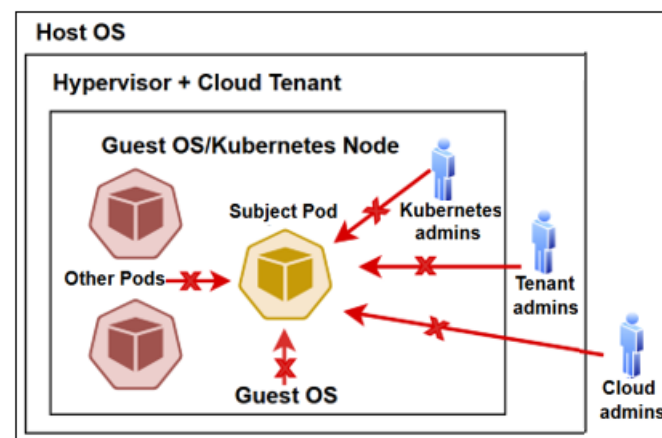 Host OS
Hypervisor + Cloud Tenant
Guest OS/Kubernetes Node
Subject Pod
Kubernetes
admins
Other Pods
Tenant
admins
Guest OS
Cloud
admins